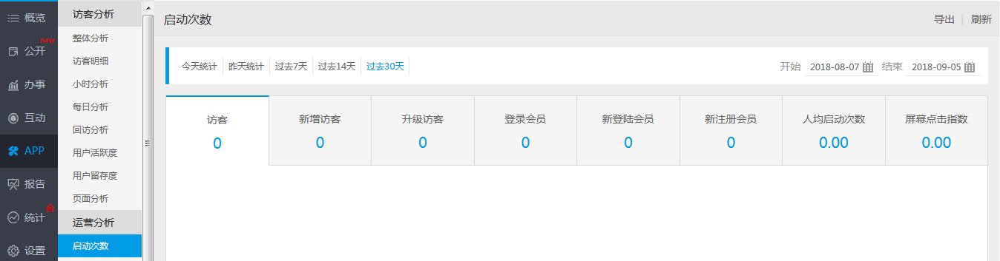 概览
公开
NEW
办事
互动
APP
报告
统计
合
设置
访客分析
整体分析
访客明细
小时分析
每日分析
回访分析
用户活跃度
用户留存度
页面分析
运营分析
启动次数
启动次数
导出 | 刷新
今天统计 昨天统计 过去7天 过去14天 过去30天 开始 2018-08-07 结束 2018-09-05
访客 新增访客 升级访客 登录会员 新登陆会员 新注册会员 人均启动次数 屏幕点击指数
0 0 0 0 0 0 0.00 0.00